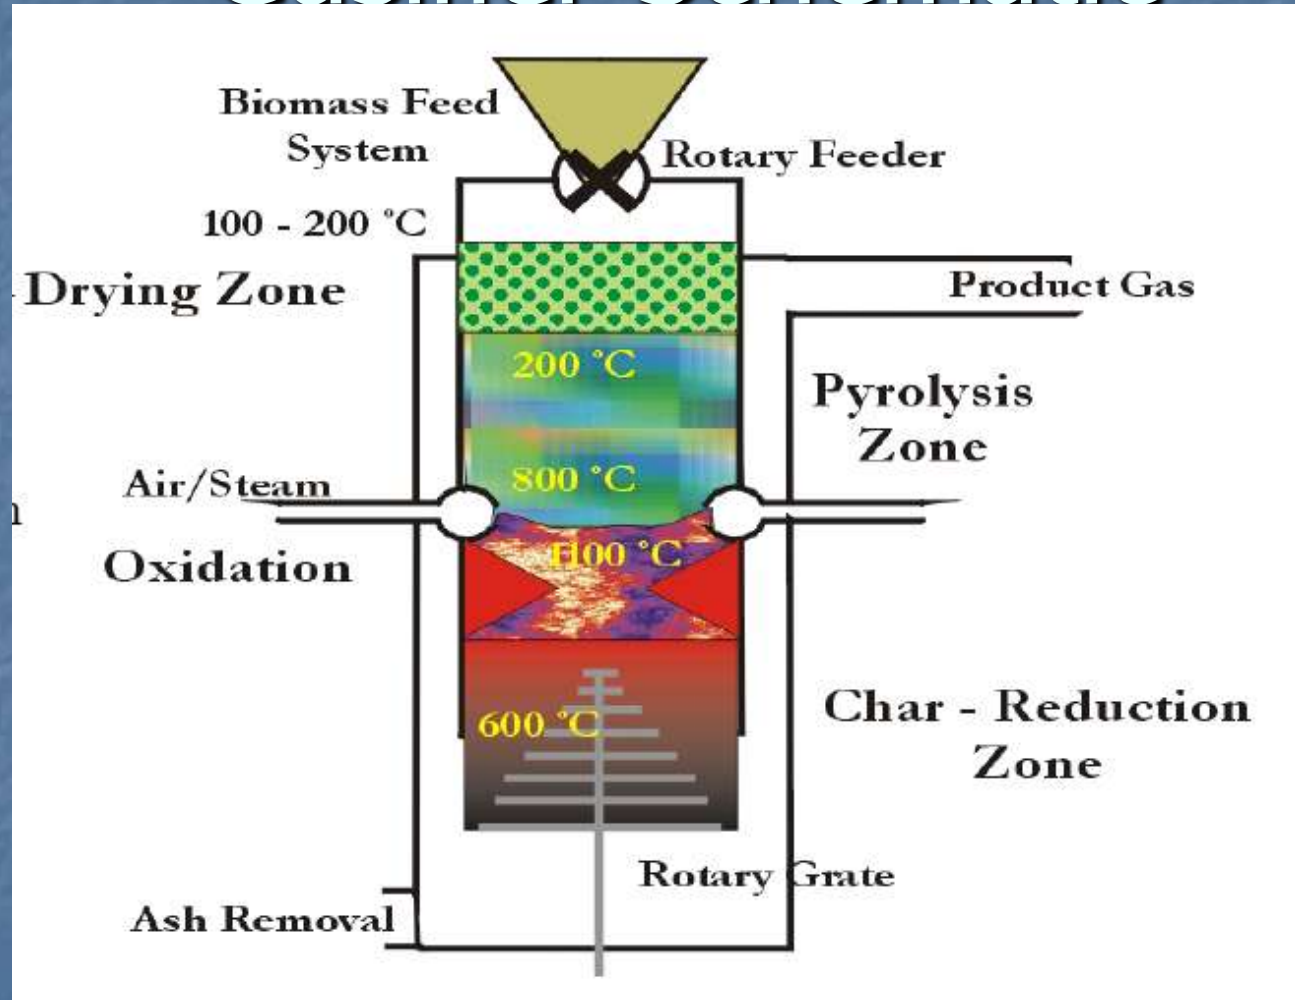 Biomass Feed
System
Rotary Feeder
100 - 200 °C
Drying Zone
Product Gas
200 °C
Pyrolysis
Zone
800 °C
Air/Steam
1100 °C
Oxidation
Char - Reduction
Zone
600 °C
Rotary Grate
Ash Removal